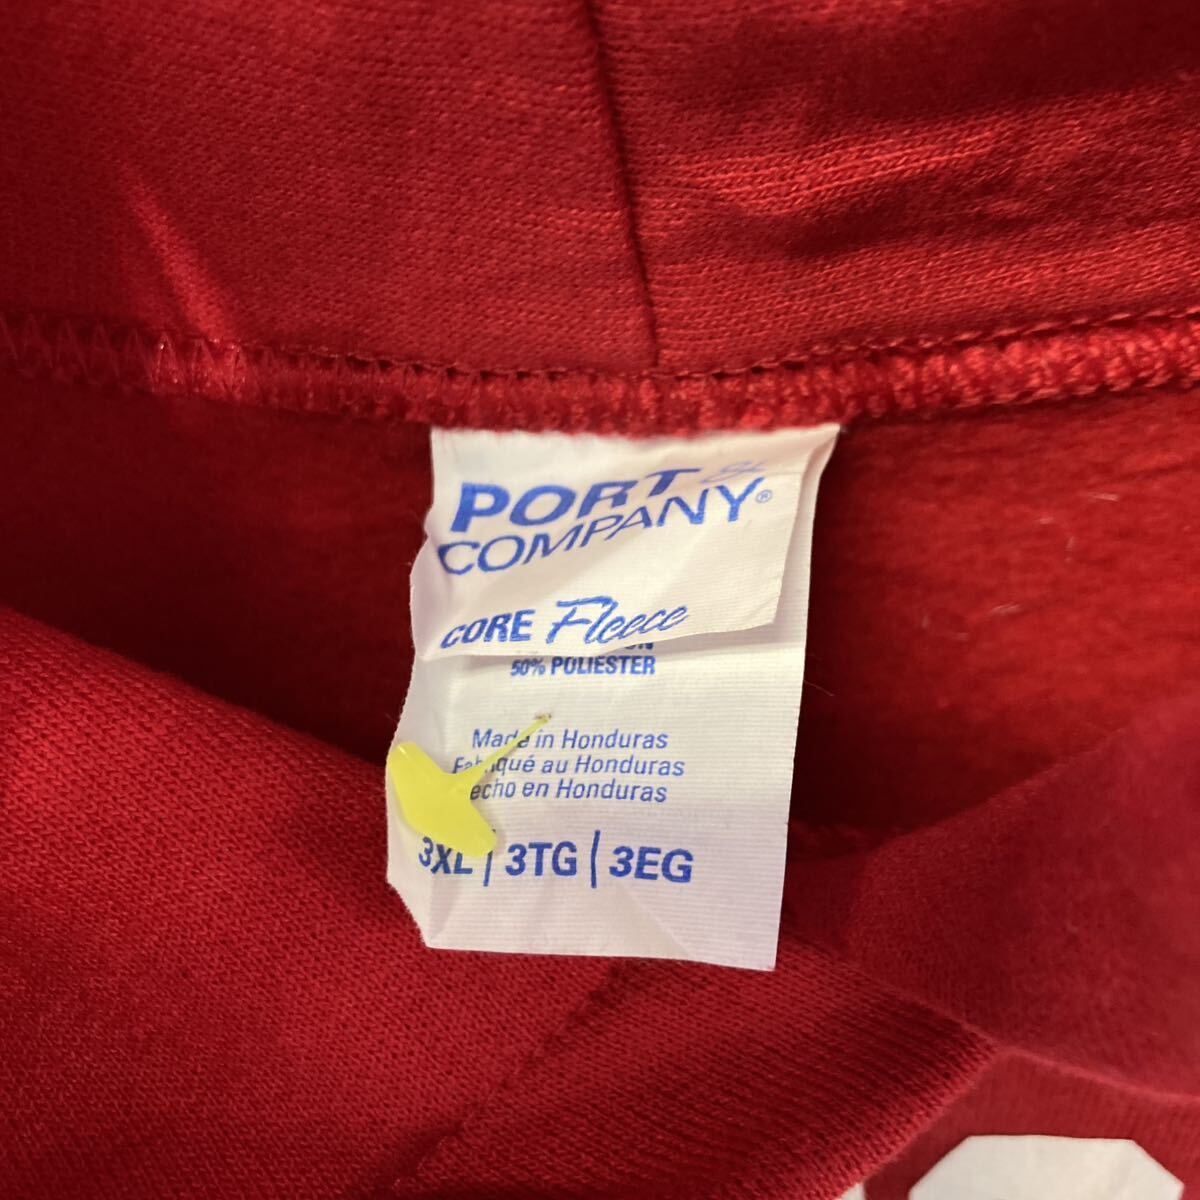 PORT &
COMPANY®
CORE Fleece
50% POLIESTER
Made in Honduras
Fabriqué au Honduras
echo en Honduras
3XL | 3TG | 3EG